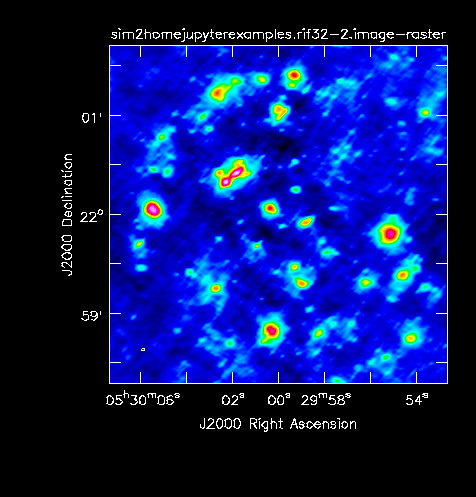 sim2homejupyterexamples.rif32-2.image-raster
J2000 Declination
01'
22°
59'
05ʰ30ᵐ06ˢ 02ˢ 00ˢ 29ᵐ58ˢ 54ˢ
J2000 Right Ascension